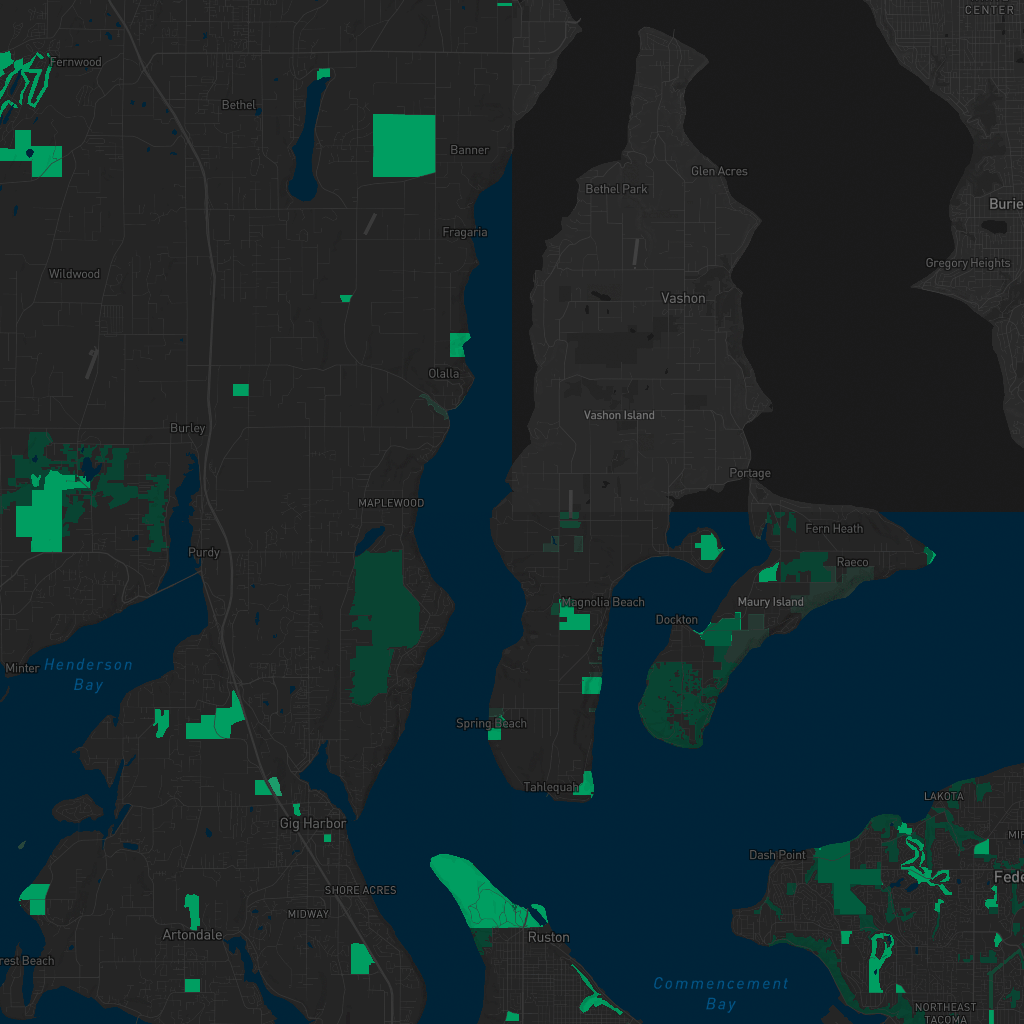 CENTER
Fernwood
Bethel
Banner
Glen Acres
Bethel Park
Burie
Fragaria
Gregory Heights
Wildwood
Vashon
Olalla
Vashon Island
Burley
Portage
MAPLEWOOD
Fern Heath
Purdy
Raeco
Magnolia Beach
Maury Island
Dockton
Minter
Henderson
Bay
Spring Beach
Tahlequah
LAKOTA
Gig Harbor
MIR
Dash Point
Fede
SHORE ACRES
MIDWAY
Artondale
Ruston
rest Beach
Commencement
Bay
NORTHEAST
TACOMA